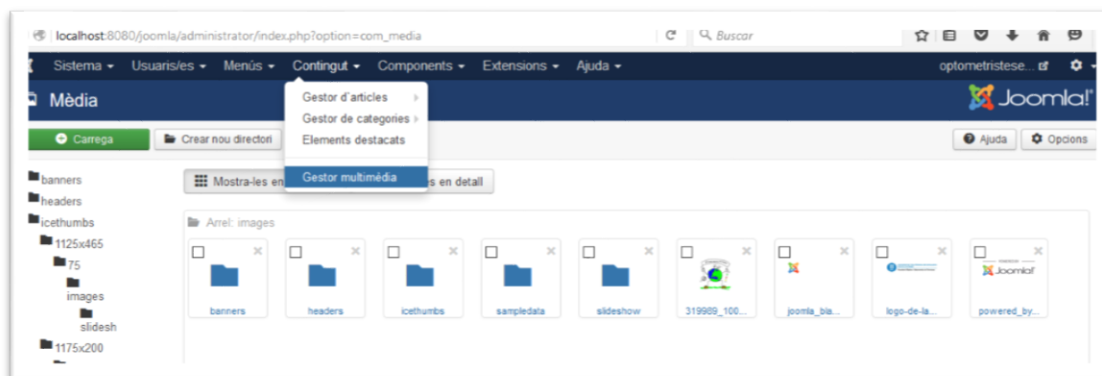 localhost:8080/joomla/administrator/index.php?option=com_media
Buscar
Sistema Usuaris/es Menús Contingut Components Extensions Ajuda optometristese...
Mèdia
Joomla!
Carrega Crear nou directori Ajuda Opcions
Gestor d'articles
Gestor de categories
Elements destacats
Gestor multimédia
Mostra-les en
es en detall
banners
headers
icethumbs
1125x465
75
images
slidesh
1175x200
Arrel: images
banners headers icethumbs sampledata slideshow 319989_100... joomla_bla... logo-de-la... powered_by...
Joomla!